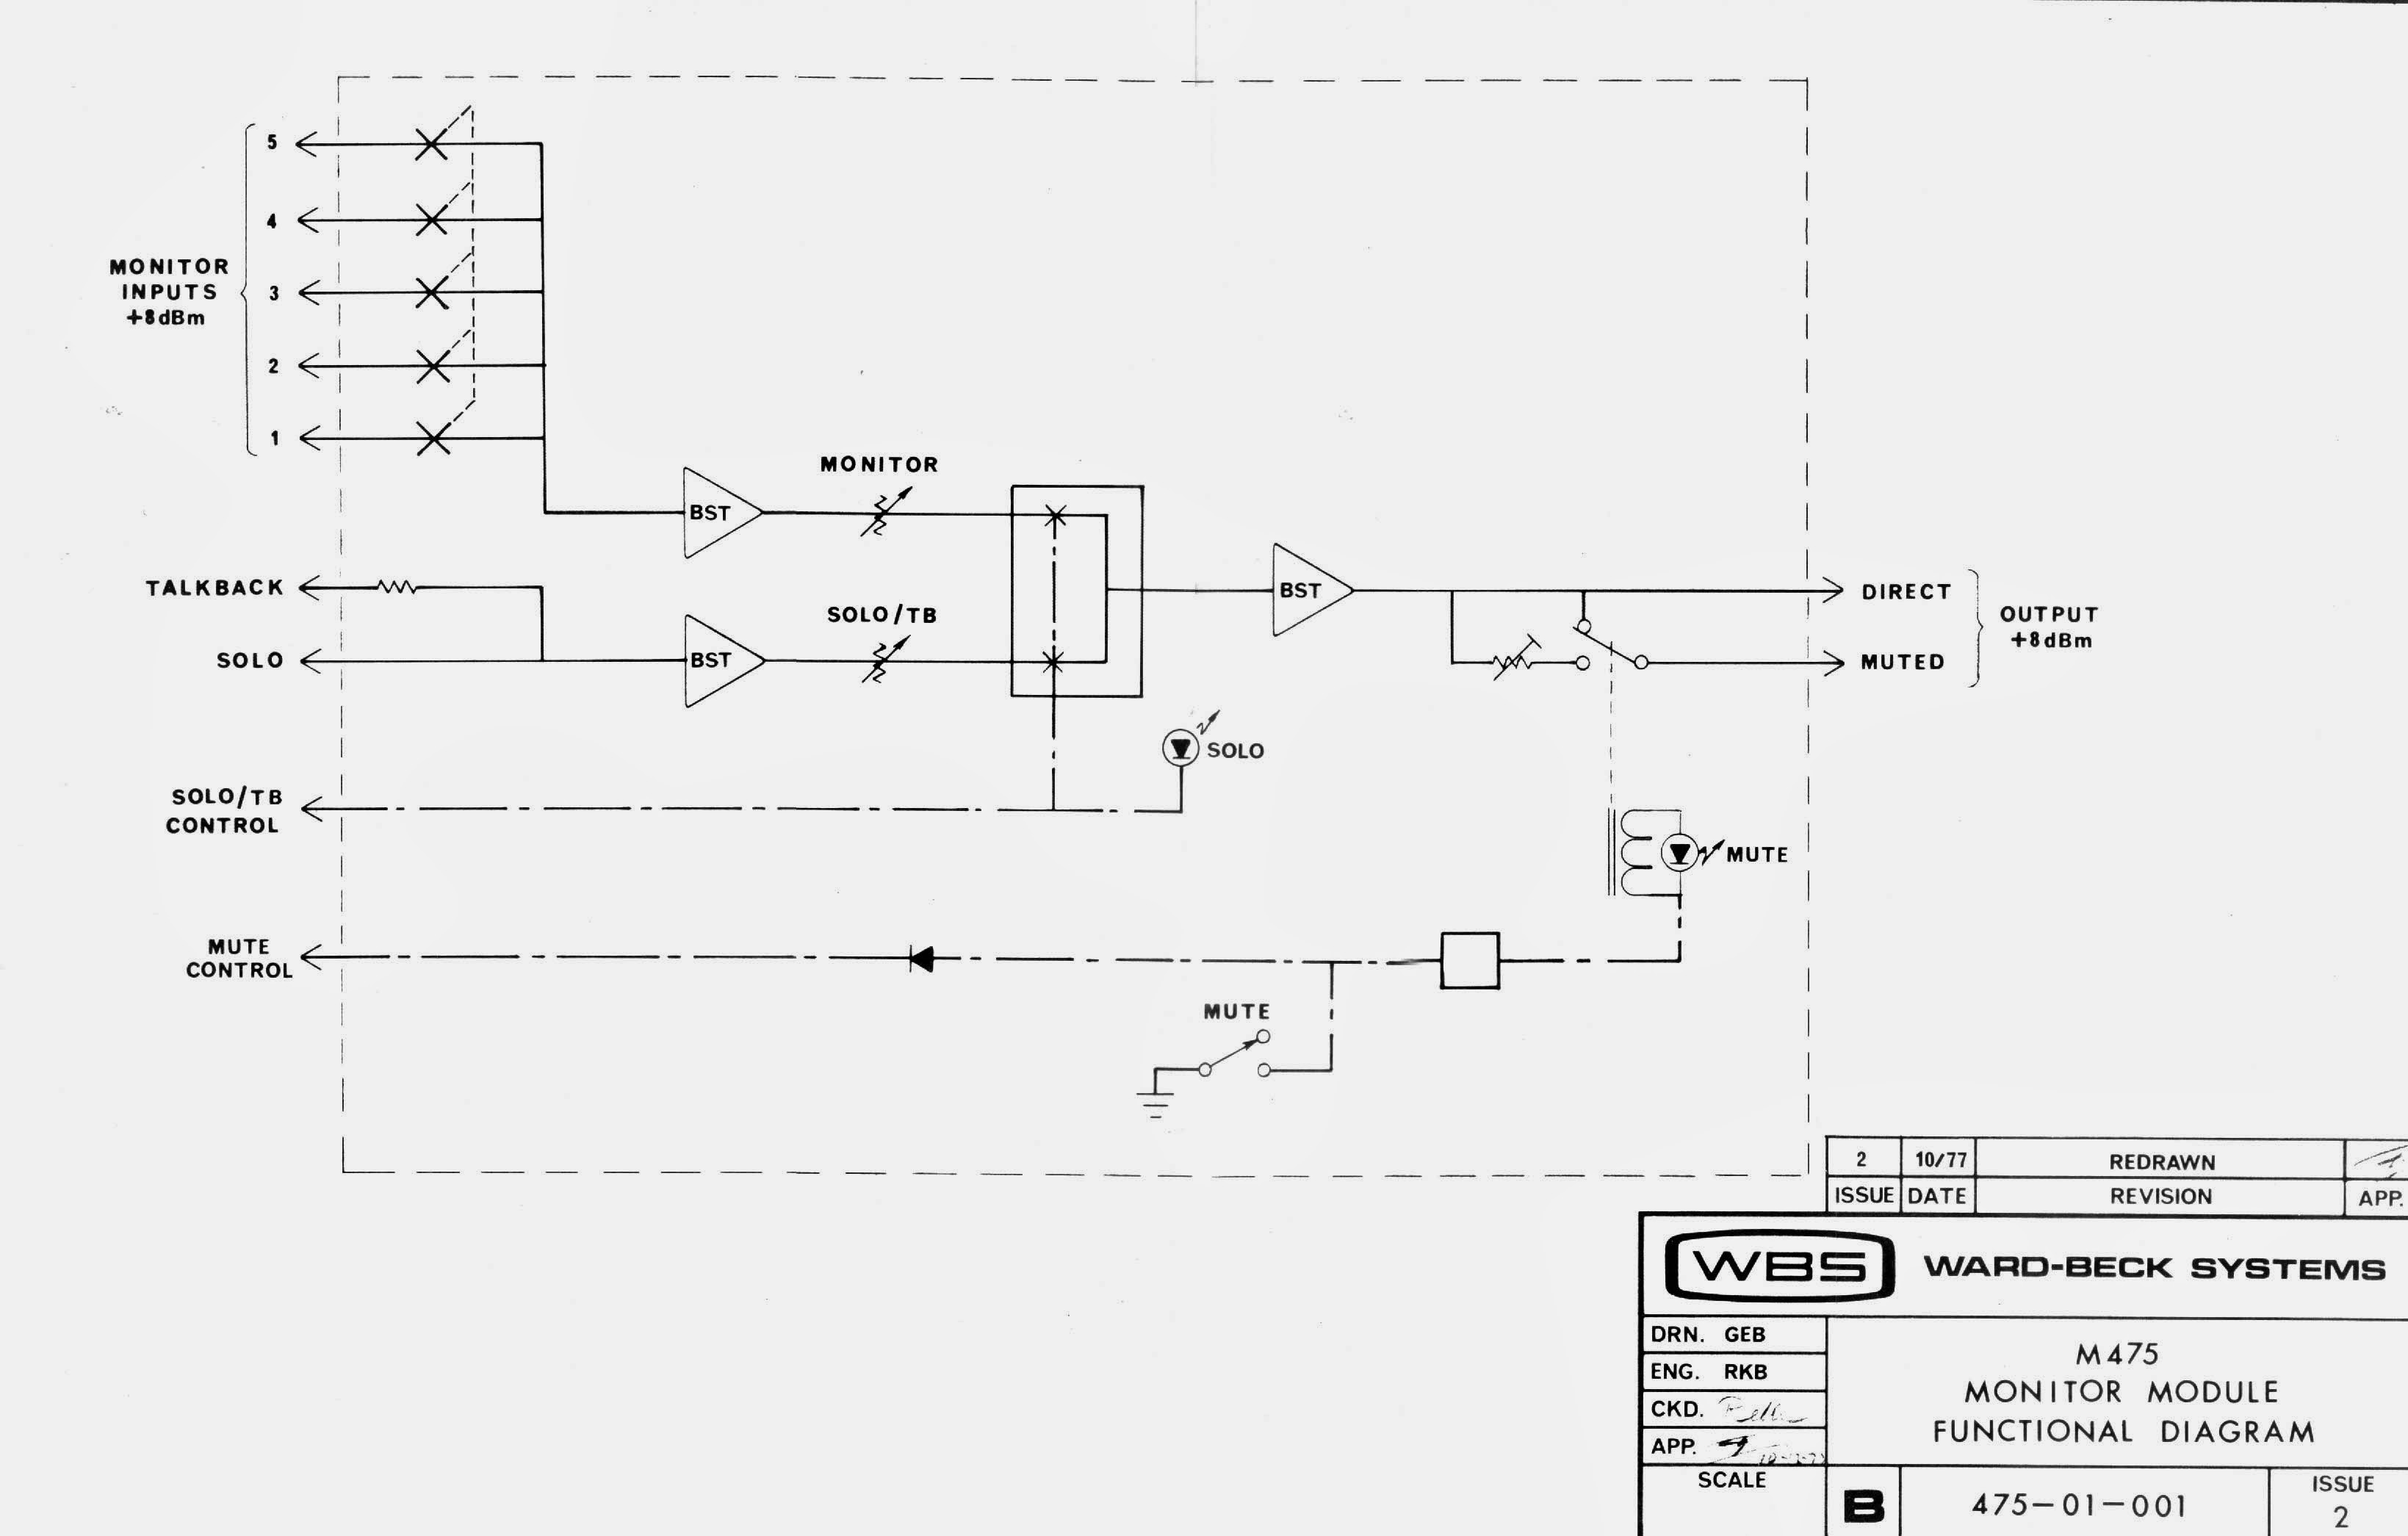 5
4
MONITOR
INPUTS
+8dBm
3
2
1
MONITOR
BST
TALKBACK
SOLO/TB
BST
DIRECT
OUTPUT
+8dBm
SOLO
BST
MUTED
SOLO
SOLO/TB
CONTROL
MUTE
MUTE
CONTROL
MUTE
2 10/77 REDRAWN
ISSUE DATE REVISION APP.
WBS WARD-BECK SYSTEMS
DRN. GEB
ENG. RKB
CKD.
APP.
M475
MONITOR MODULE
FUNCTIONAL DIAGRAM
SCALE
B
475-01-001
ISSUE
2